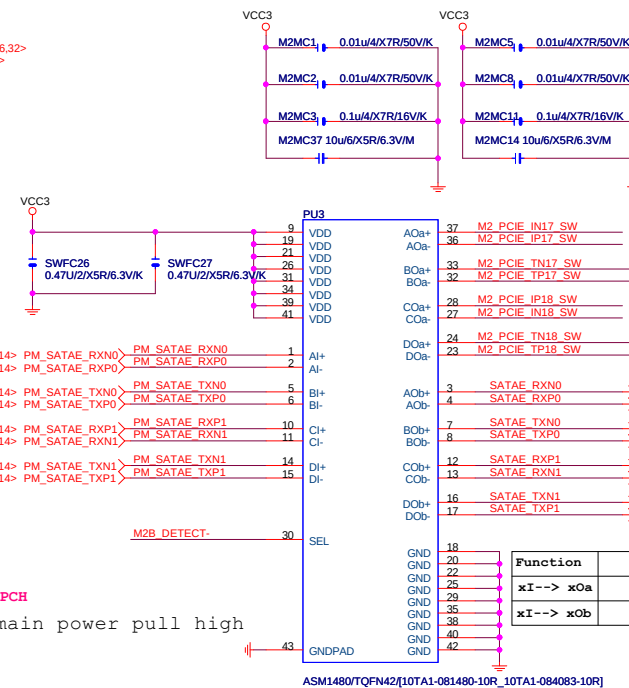 6,32>
>
VCC3
M2MC1 0.01u/4/X7R/50V/K
M2MC2 0.01u/4/X7R/50V/K
M2MC3 0.1u/4/X7R/16V/K
M2MC37 10u/6/X5R/6.3V/M
VCC3
M2MC5 0.01u/4/X7R/50V/K
M2MC8 0.01u/4/X7R/50V/K
M2MC11 0.1u/4/X7R/16V/K
M2MC14 10u/6/X5R/6.3V/M
VCC3
SWFC26
0.47U/2/X5R/6.3V/K
SWFC27
0.47U/2/X5R/6.3V/K
PU3
9 VDD
19 VDD
21 VDD
26 VDD
31 VDD
34 VDD
39 VDD
41 VDD
14> PM_SATAE_RXN0 PM_SATAE_RXN0 1 AI+
14> PM_SATAE_RXP0 PM_SATAE_RXP0 2 AI-
14> PM_SATAE_TXN0 PM_SATAE_TXN0 5 BI+
14> PM_SATAE_TXP0 PM_SATAE_TXP0 6 BI-
14> PM_SATAE_RXP1 PM_SATAE_RXP1 10 CI+
14> PM_SATAE_RXN1 PM_SATAE_RXN1 11 CI-
14> PM_SATAE_TXN1 PM_SATAE_TXN1 14 DI+
14> PM_SATAE_TXP1 PM_SATAE_TXP1 15 DI-
M2B_DETECT- 30 SEL
43 GNDPAD
AOa+ 37 M2_PCIE_IN17_SW
AOa- 36 M2_PCIE_IP17_SW
BOa+ 33 M2_PCIE_TN17_SW
BOa- 32 M2_PCIE_TP17_SW
COa+ 28 M2_PCIE_IP18_SW
COa- 27 M2_PCIE_IN18_SW
DOa+ 24 M2_PCIE_TN18_SW
DOa- 23 M2_PCIE_TP18_SW
AOb+ 3 SATAE_RXN0
AOb- 4 SATAE_RXP0
BOb+ 7 SATAE_TXN0
BOb- 8 SATAE_TXP0
COb+ 12 SATAE_RXP1
COb- 13 SATAE_RXN1
DOb+ 16 SATAE_TXN1
DOb- 17 SATAE_TXP1
GND 18
GND 20
GND 22
GND 25
GND 29
GND 35
GND 38
GND 40
GND 42
Function
xI--> xOa
xI--> xOb
PCH
main power pull high
ASM1480/TQFN42/[10TA1-081480-10R_10TA1-084083-10R]